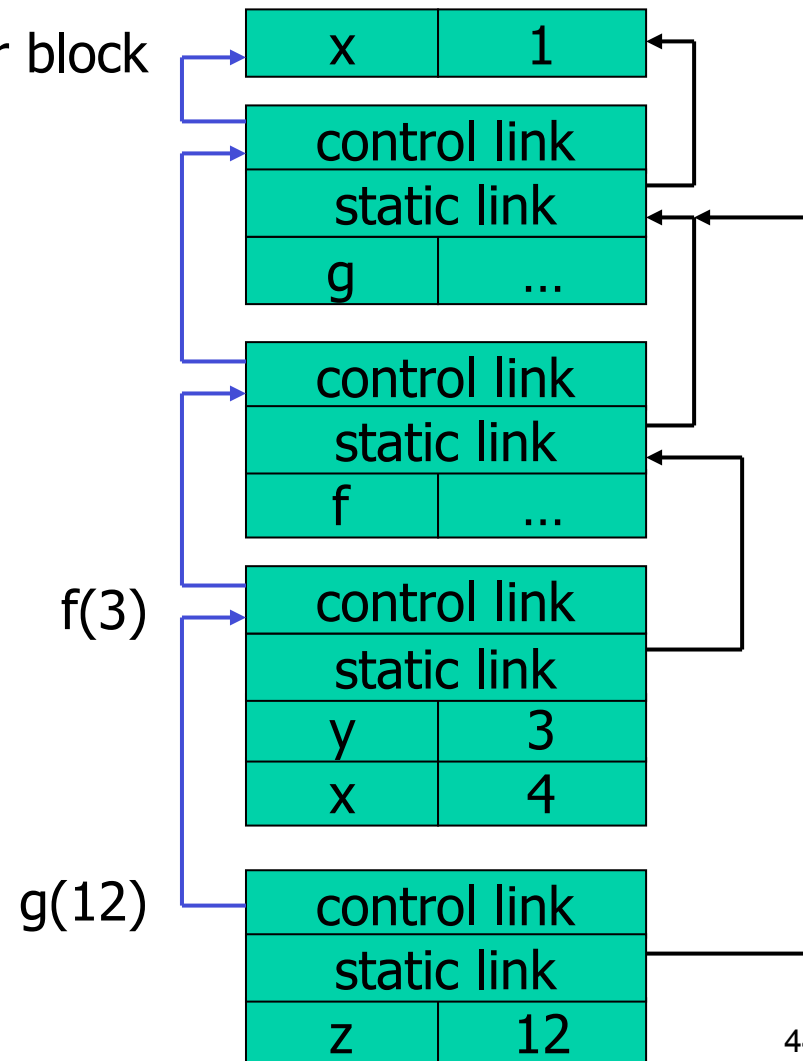 r block
x 1
control link
static link
g ...
control link
static link
f ...
f(3)
control link
static link
y 3
x 4
g(12)
control link
static link
z 12